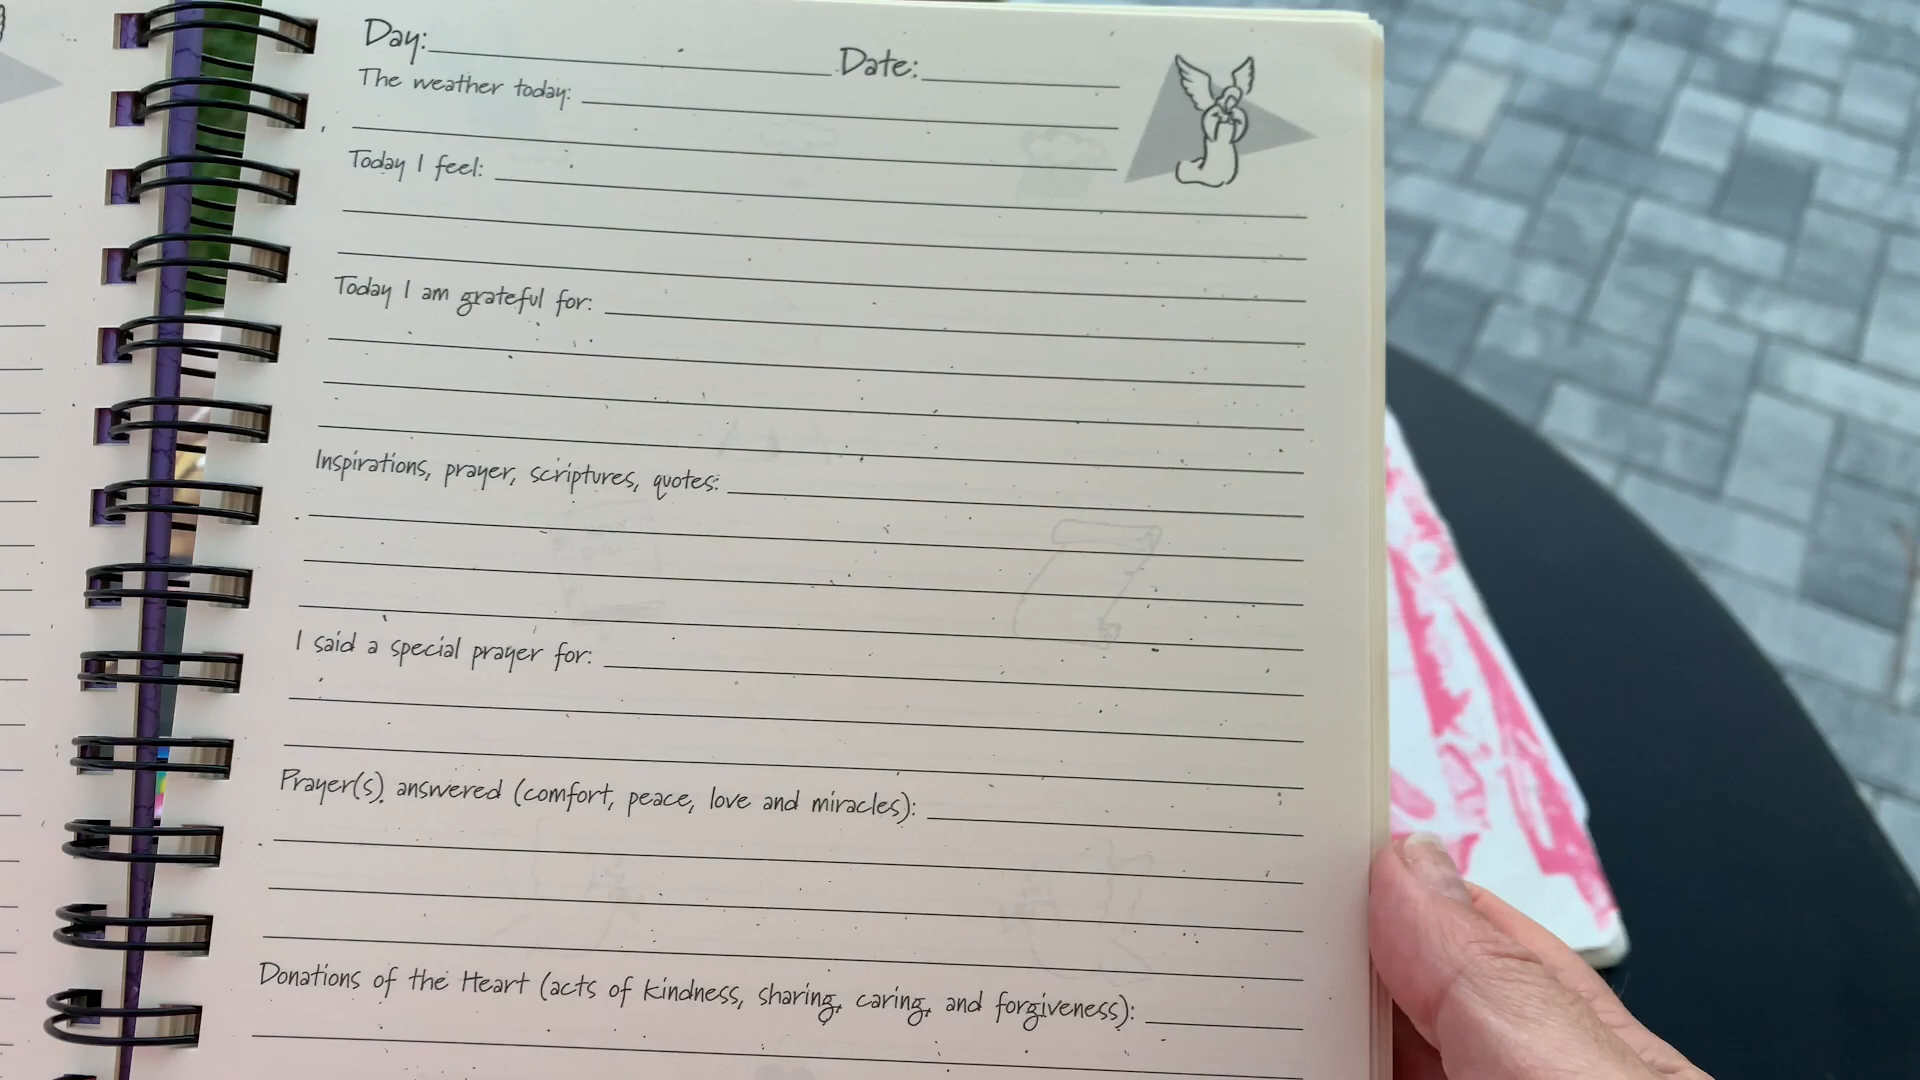 Day: Date:
The weather today:
Today I feel:
Today I am grateful for:
Inspirations, prayer, scriptures, quotes:
I said a special prayer for:
Prayer(s) answered (comfort, peace, love and miracles):
Donations of the Heart (acts of kindness, sharing, caring, and forgiveness):